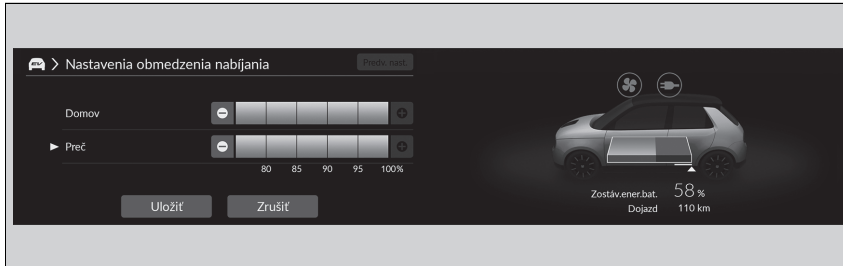 Nastavenia obmedzenia nabíjania
Predv. nast.
Domov
Preč
80 85 90 95 100%
Uložiť Zrušiť
Zostáv.ener.bat. 58 %
Dojazd 110 km